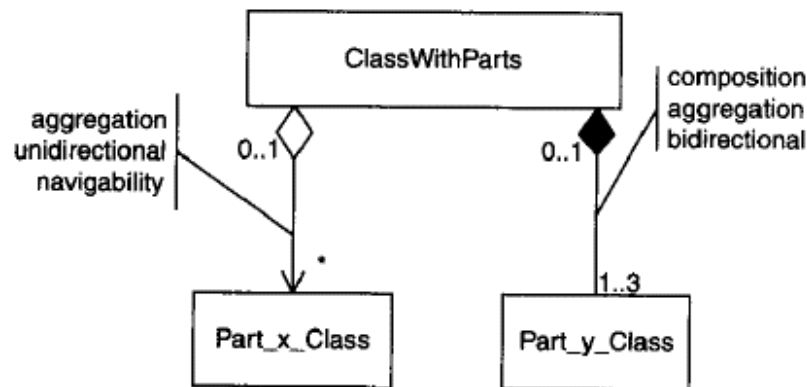 ClassWithParts
aggregation
unidirectional
navigability
0..1
*
Part_x_Class
composition
aggregation
bidirectional
0..1
1..3
Part_y_Class